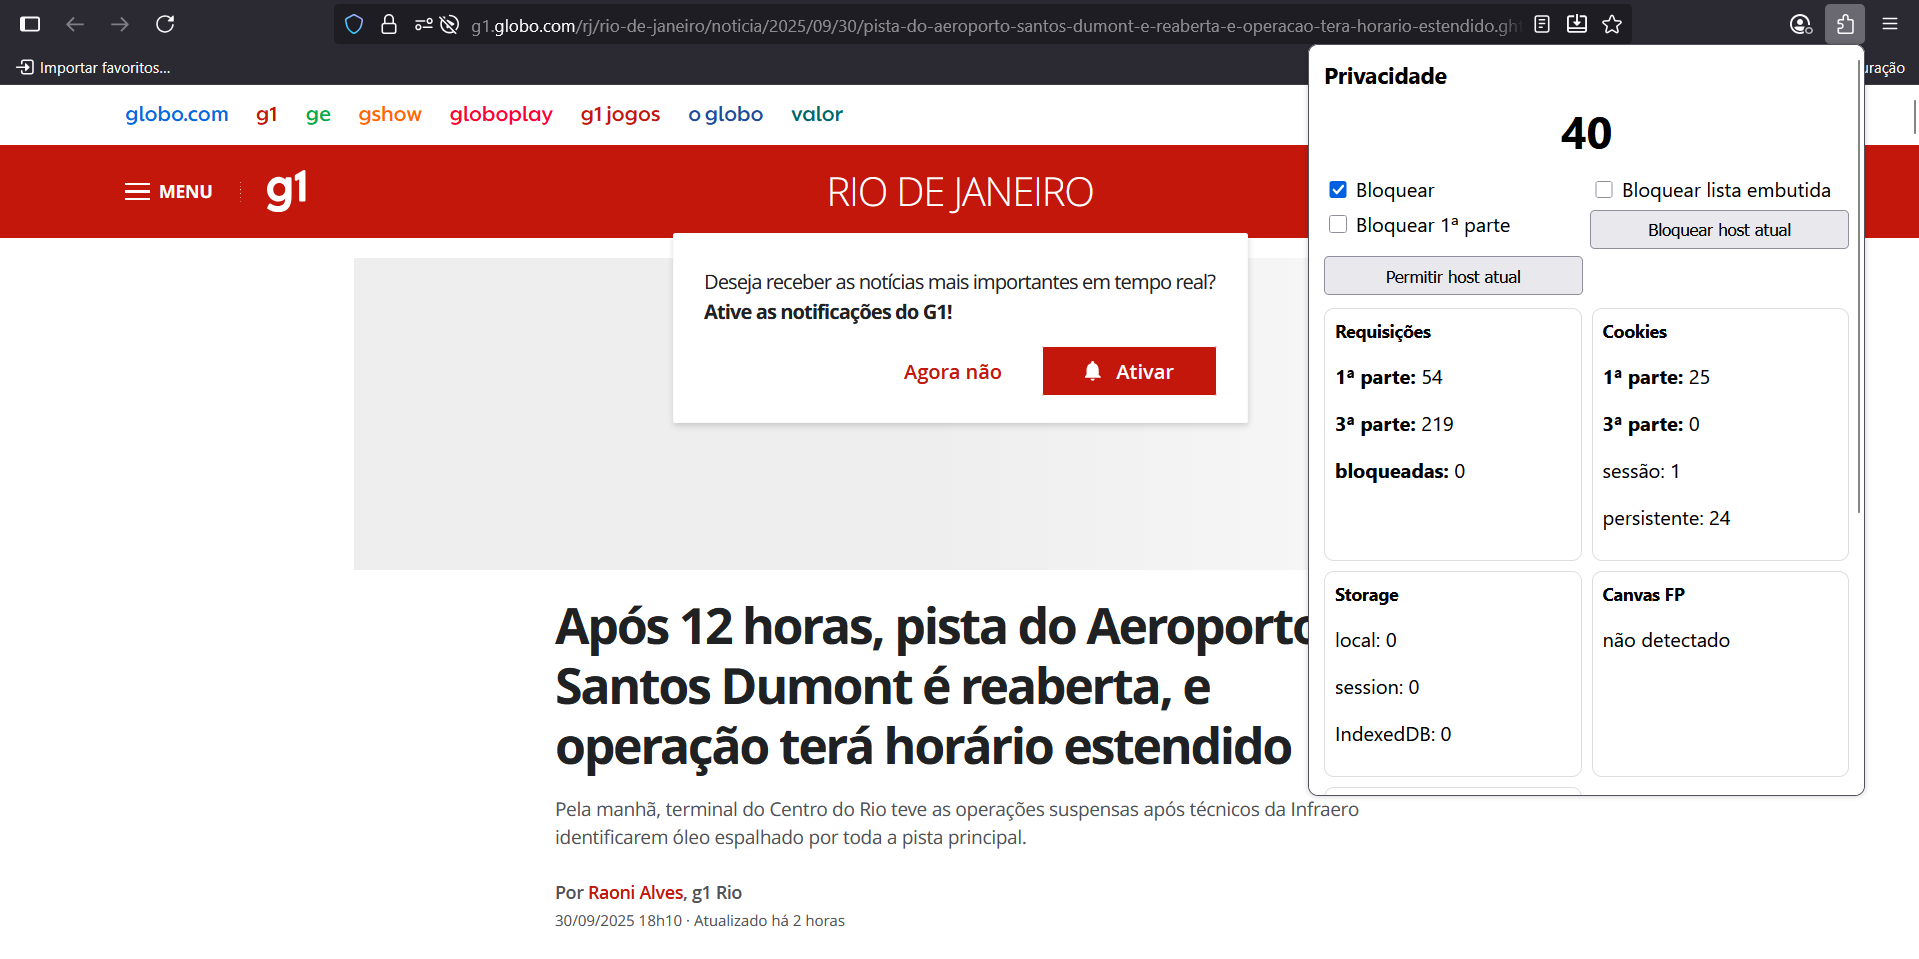 g1.globo.com/rj/rio-de-janeiro/noticia/2025/09/30/pista-do-aeroporto-santos-dumont-e-reaberta-e-operacao-tera-horario-estendido.gh
Importar favoritos...
globo.com g1 ge gshow globoplay g1 jogos o globo valor
MENU g1 RIO DE JANEIRO
Deseja receber as notícias mais importantes em tempo real?
Ative as notificações do G1!
Agora não Ativar
Após 12 horas, pista do Aeroporto
Santos Dumont é reaberta, e
operação terá horário estendido
Pela manhã, terminal do Centro do Rio teve as operações suspensas após técnicos da Infraero
identificarem óleo espalhado por toda a pista principal.
Por Raoni Alves, g1 Rio
30/09/2025 18h10 · Atualizado há 2 horas
Privacidade
40
Bloquear Bloquear lista embutida
Bloquear 1ª parte Bloquear host atual
Permitir host atual
Requisições
1ª parte: 54
3ª parte: 219
bloqueadas: 0
Cookies
1ª parte: 25
3ª parte: 0
sessão: 1
persistente: 24
Storage
local: 0
session: 0
IndexedDB: 0
Canvas FP
não detectado